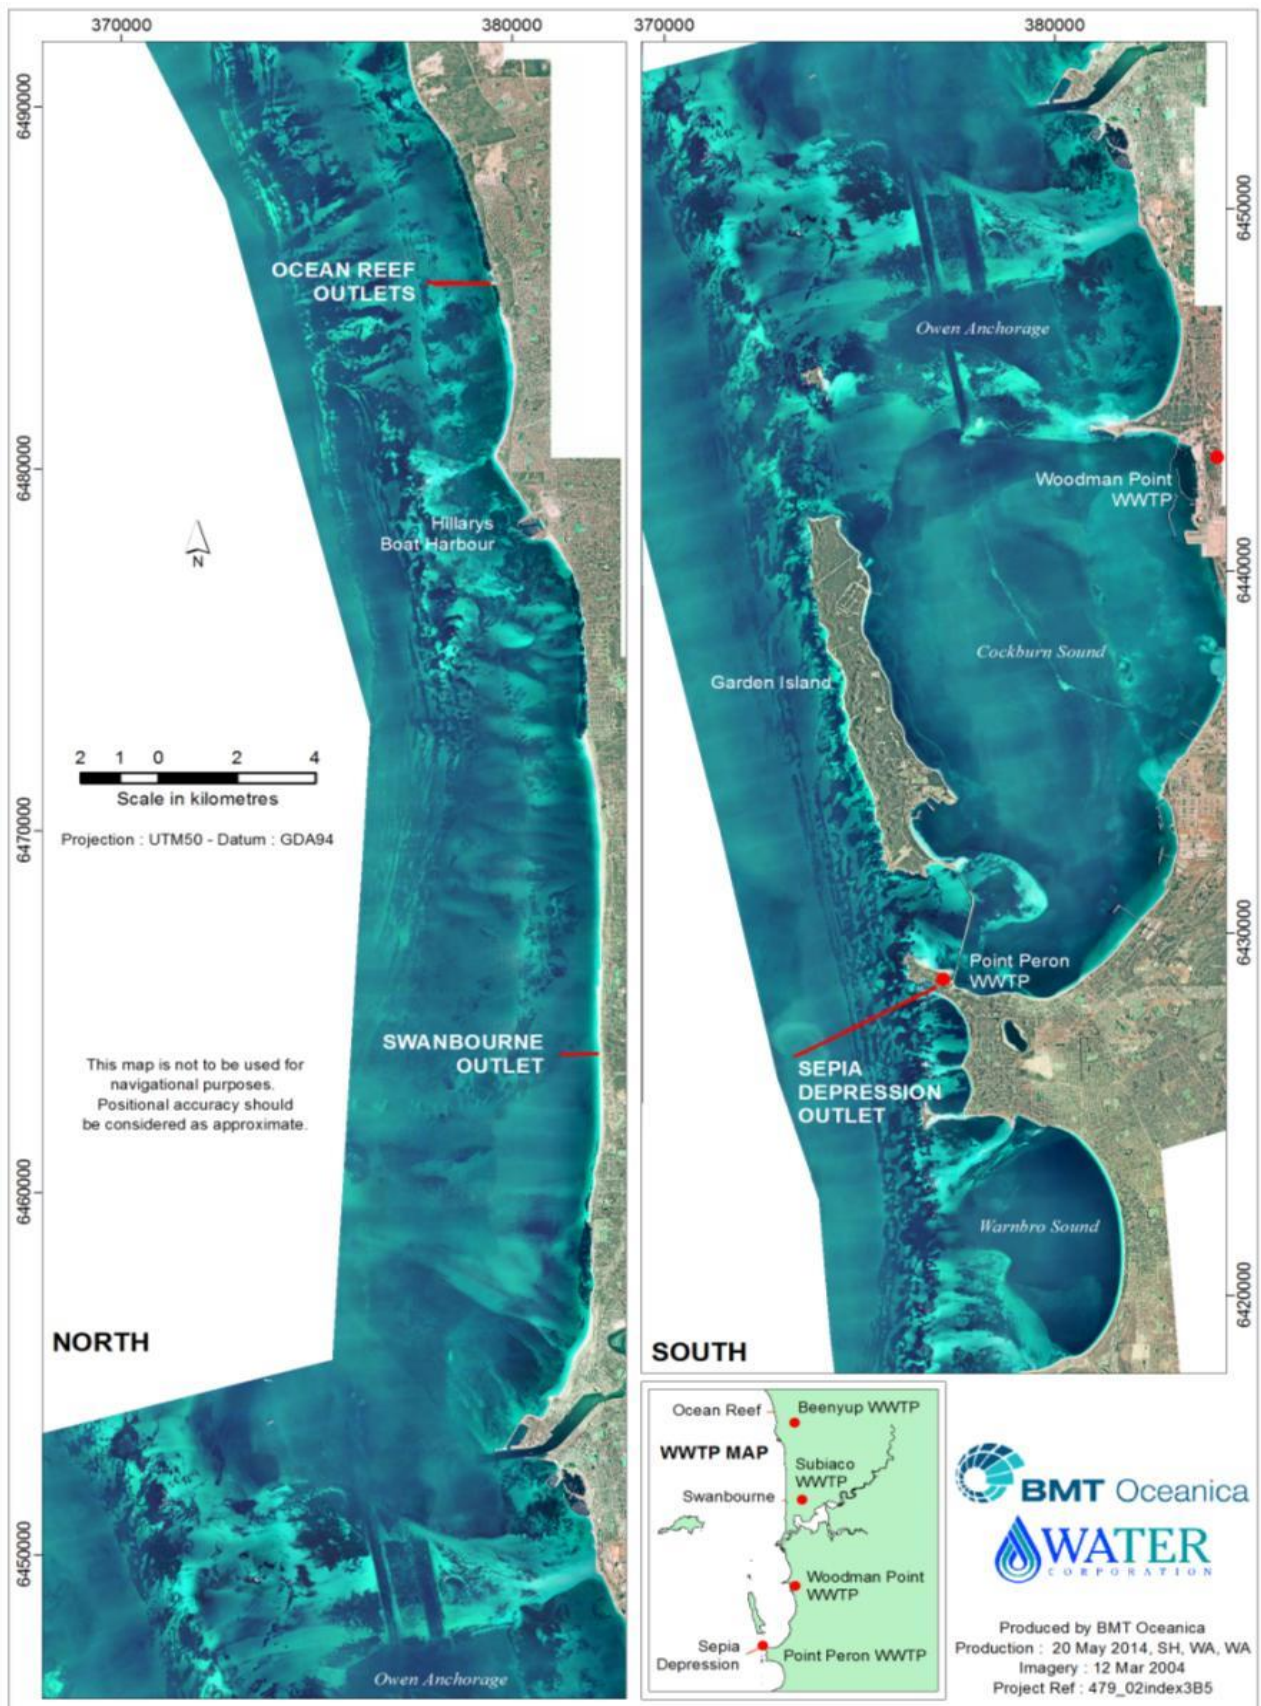 370000
380000
370000
380000
6490000
6480000
6470000
6460000
6450000
OCEAN REEF
OUTLETS
Hillarys
Boat Harbour
N
2 1 0 2 4
Scale in kilometres
Projection : UTM50 - Datum : GDA94
SWANBOURNE
OUTLET
This map is not to be used for
navigational purposes.
Positional accuracy should
be considered as approximate.
NORTH
Owen Anchorage
6450000
6440000
6430000
6420000
Owen Anchorage
Woodman Point
WWTP
Cockburn Sound
Garden Island
Point Peron
WWTP
SEPIA
DEPRESSION
OUTLET
Warnbro Sound
SOUTH
Ocean Reef
Beenyup WWTP
WWTP MAP
Subiaco
WWTP
Swanbourne
Woodman Point
WWTP
Sepia
Depression
Point Peron WWTP
BMT Oceanica
WATER
CORPORATION
Produced by BMT Oceanica
Production : 20 May 2014, SH, WA, WA
Imagery : 12 Mar 2004
Project Ref : 479_02index3B5